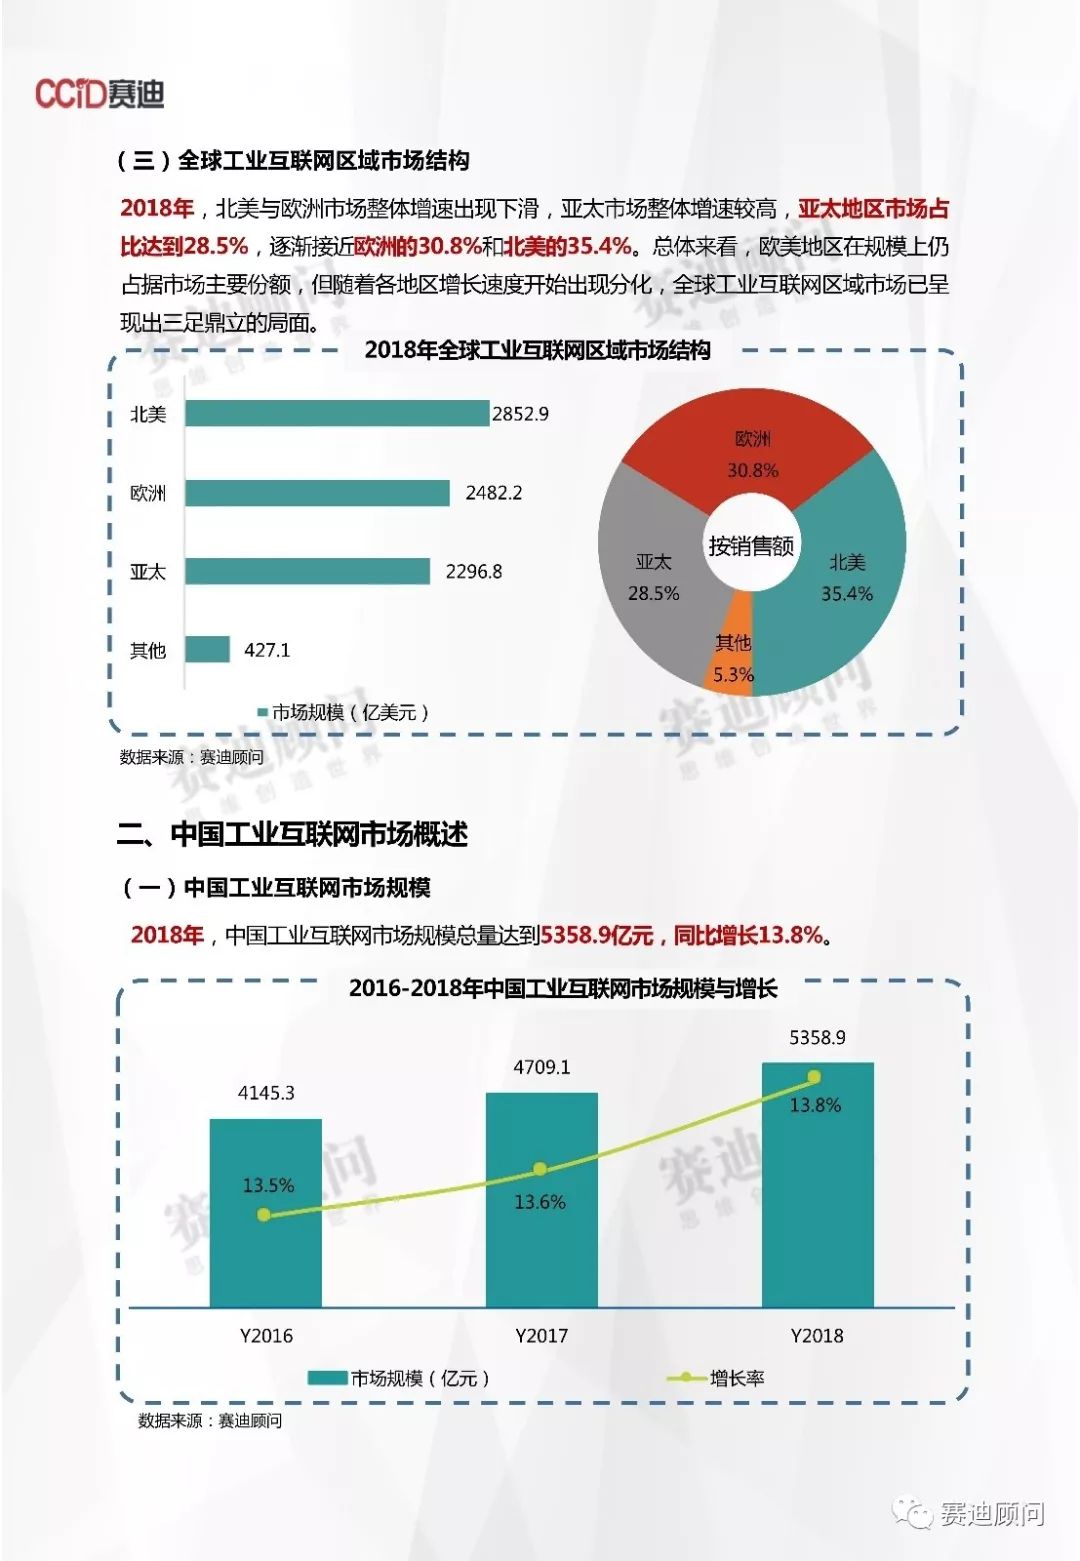 CCID赛迪
（三）全球工业互联网区域市场结构
2018年，北美与欧洲市场整体增速出现下滑，亚太市场整体增速较高，亚太地区市场占
比达到28.5%，逐渐接近欧洲的30.8%和北美的35.4%。总体来看，欧美地区在规模上仍
占据市场主要份额，但随着各地区增长速度开始出现分化，全球工业互联网区域市场已呈
现出三足鼎立的局面。
2018年全球工业互联网区域市场结构
北美
2852.9
欧洲
2482.2
亚太
2296.8
其他
427.1
市场规模（亿美元）
欧洲
30.8%
按销售额
亚太
28.5%
北美
35.4%
其他
5.3%
数据来源：赛迪顾问
二、中国工业互联网市场概述
（一）中国工业互联网市场规模
2018年，中国工业互联网市场规模总量达到5358.9亿元，同比增长13.8%。
2016-2018年中国工业互联网市场规模与增长
4145.3
4709.1
5358.9
13.5%
13.6%
13.8%
Y2016
Y2017
Y2018
市场规模（亿元）
增长率
数据来源：赛迪顾问
赛迪顾问
思维创造世界
赛迪顾问